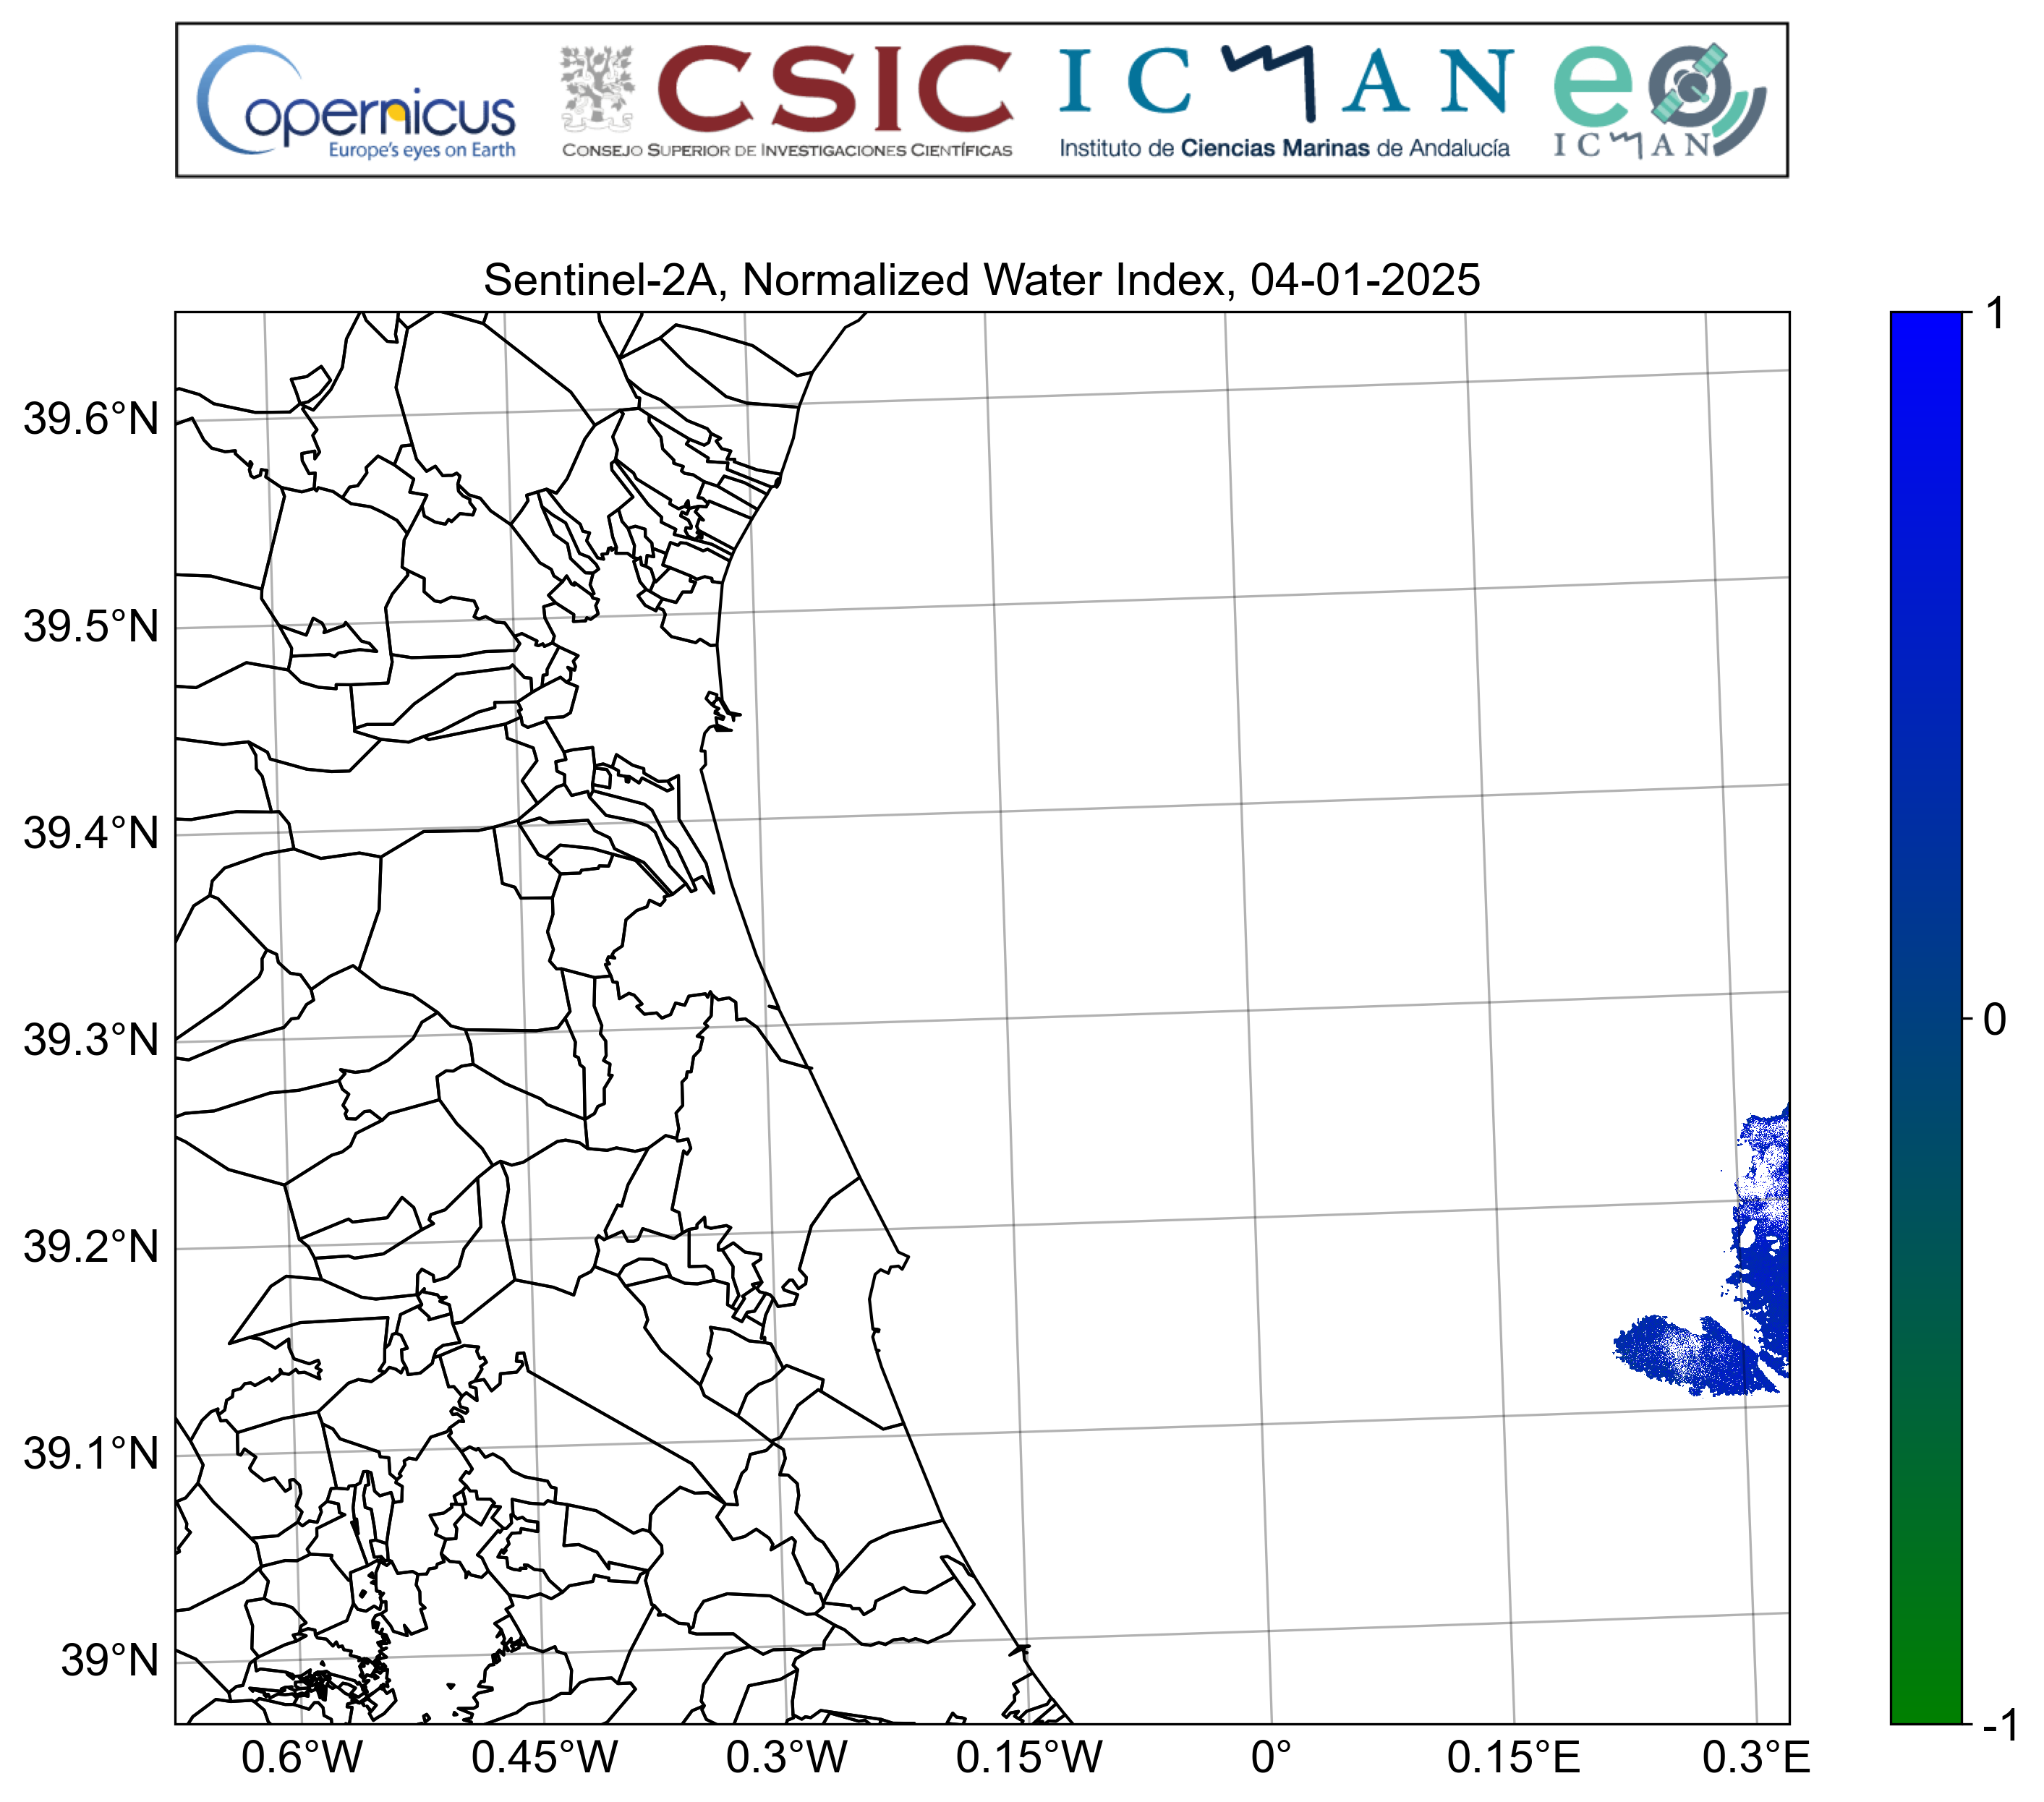 Copernicus
Europe's eyes on Earth
CSIC
CONSEJO SUPERIOR DE INVESTIGACIONES CIENTÍFICAS
ICMAN
Instituto de Ciencias Marinas de Andalucía
eo
ICMAN
Sentinel-2A, Normalized Water Index, 04-01-2025
39.6°N
39.5°N
39.4°N
39.3°N
39.2°N
39.1°N
39°N
0.6°W 0.45°W 0.3°W 0.15°W 0° 0.15°E 0.3°E
1
0
-1